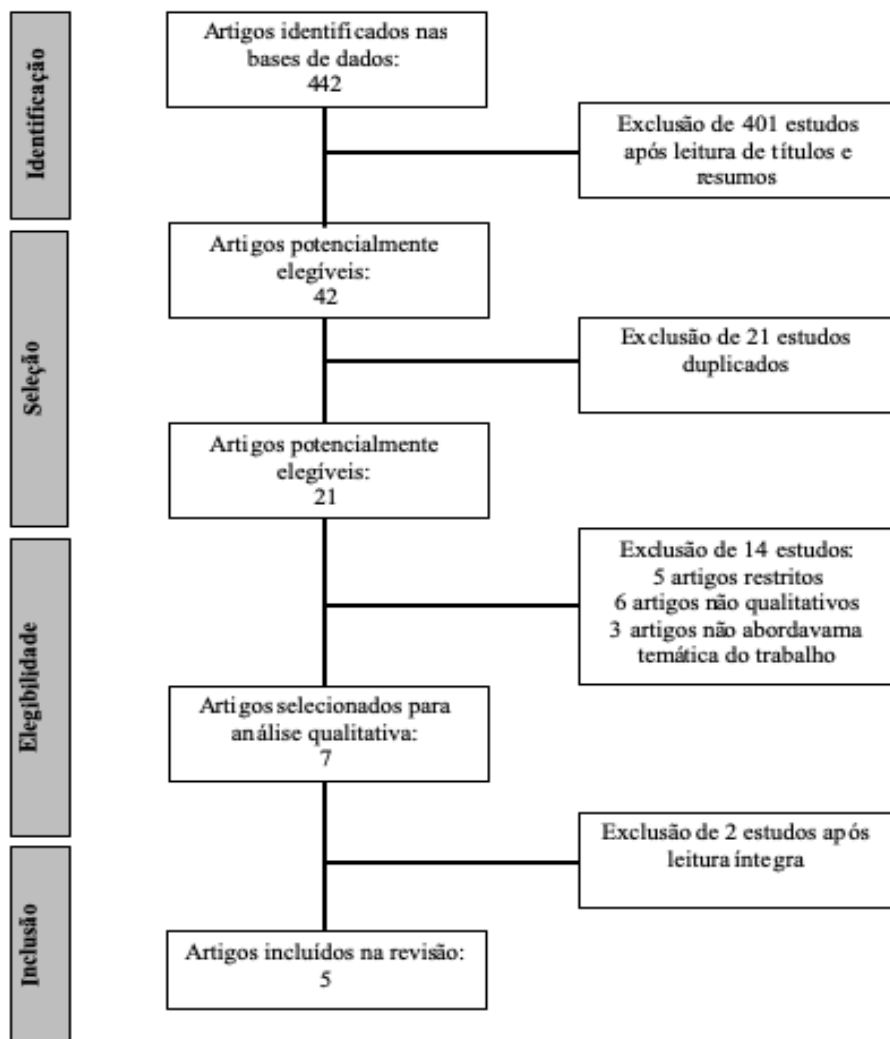 Identificação
Artigos identificados nas
bases de dados:
442
Exclusão de 401 estudos
após leitura de títulos e
resumos
Seleção
Artigos potencialmente
elegíveis:
42
Exclusão de 21 estudos
duplicados
Artigos potencialmente
elegíveis:
21
Elegibilidade
Exclusão de 14 estudos:
5 artigos restritos
6 artigos não qualitativos
3 artigos não abordavama
temática do trabalho
Artigos selecionados para
análise qualitativa:
7
Exclusão de 2 estudos após
leitura íntegra
Inclusão
Artigos incluídos na revisão:
5